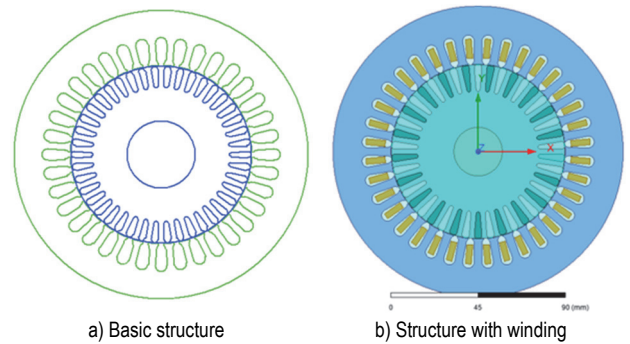 Y
Z
X
0 45 90 (mm)
a) Basic structure
b) Structure with winding